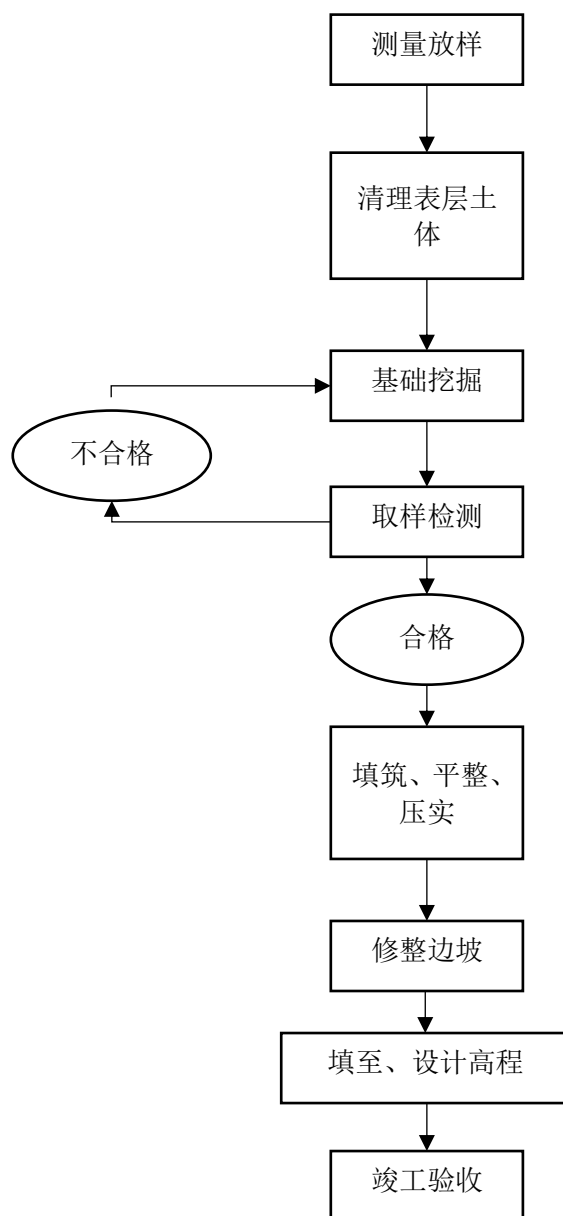 测量放样
清理表层土
体
基础挖掘
不合格
取样检测
合格
填筑、平整、
压实
修整边坡
填至、设计高程
竣工验收